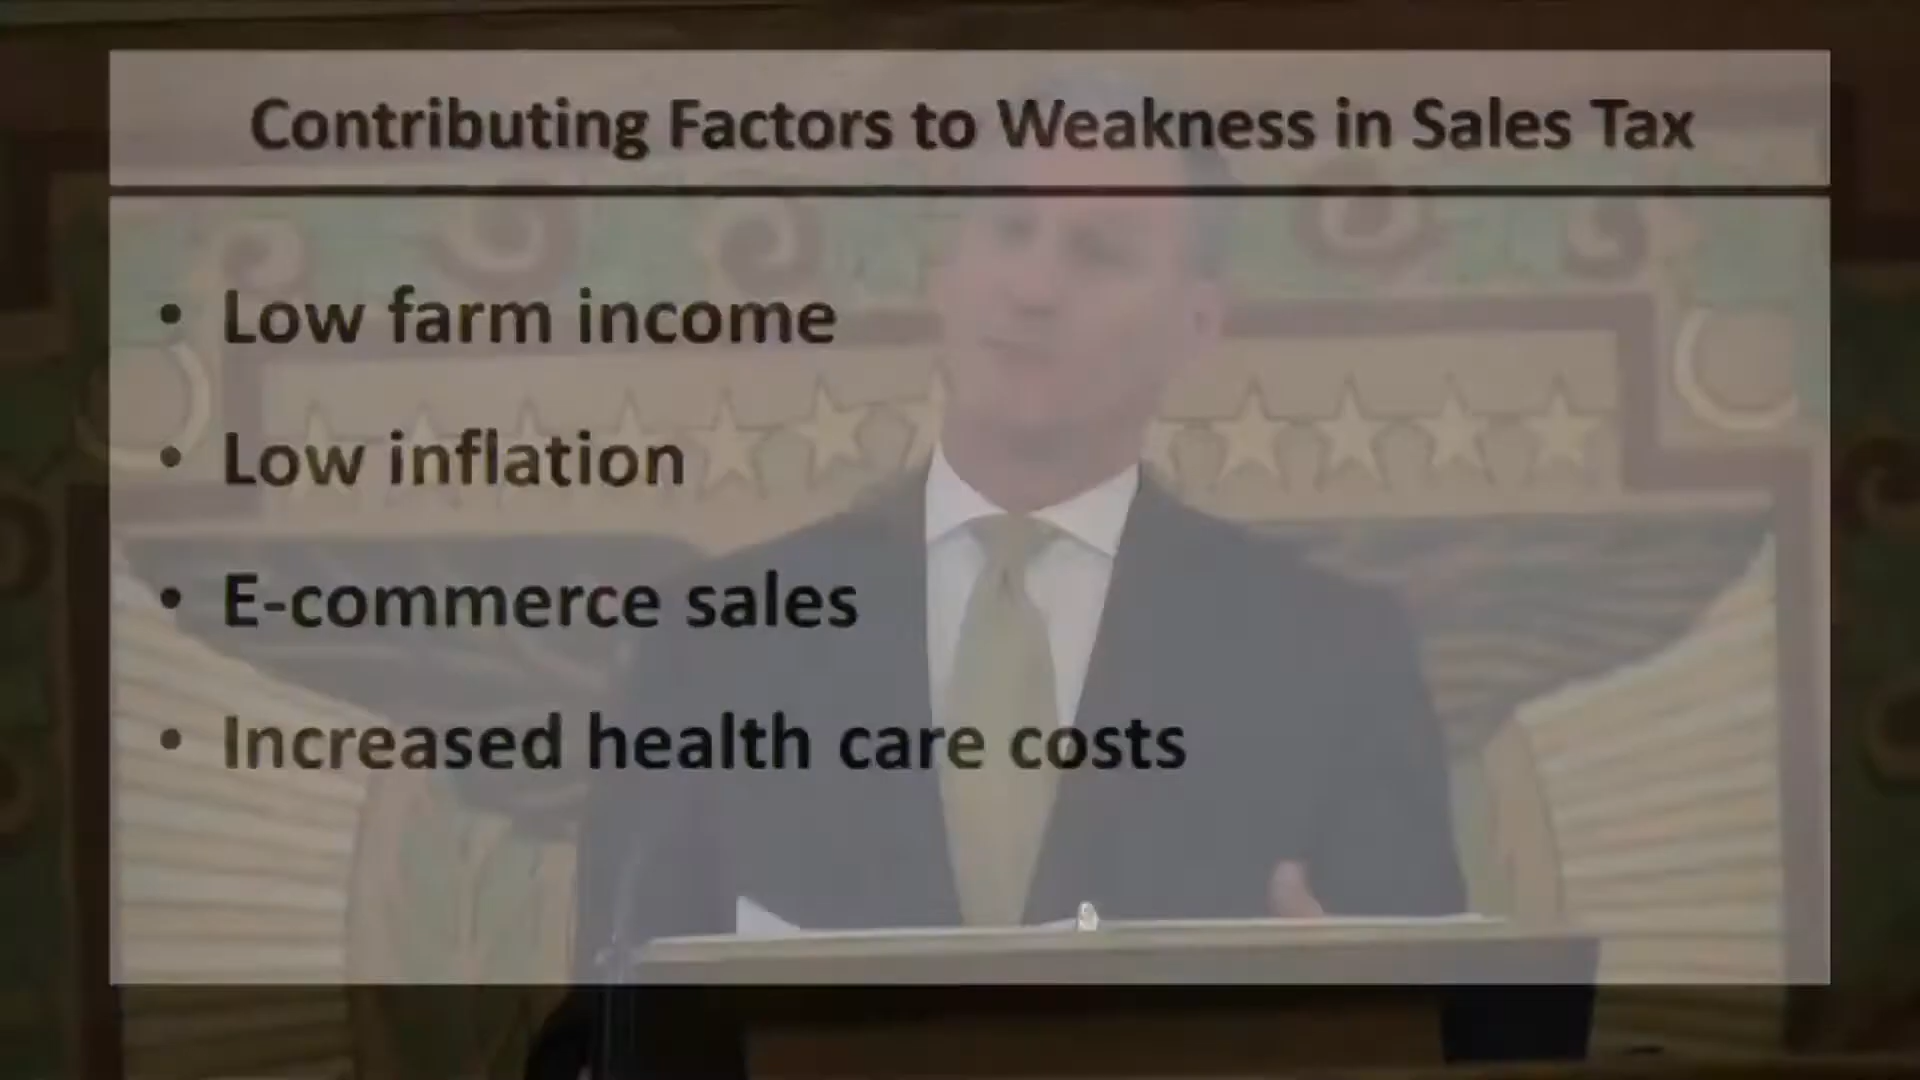 Contributing Factors to Weakness in Sales Tax
• Low farm income
• Low inflation
• E-commerce sales
• Increased health care costs